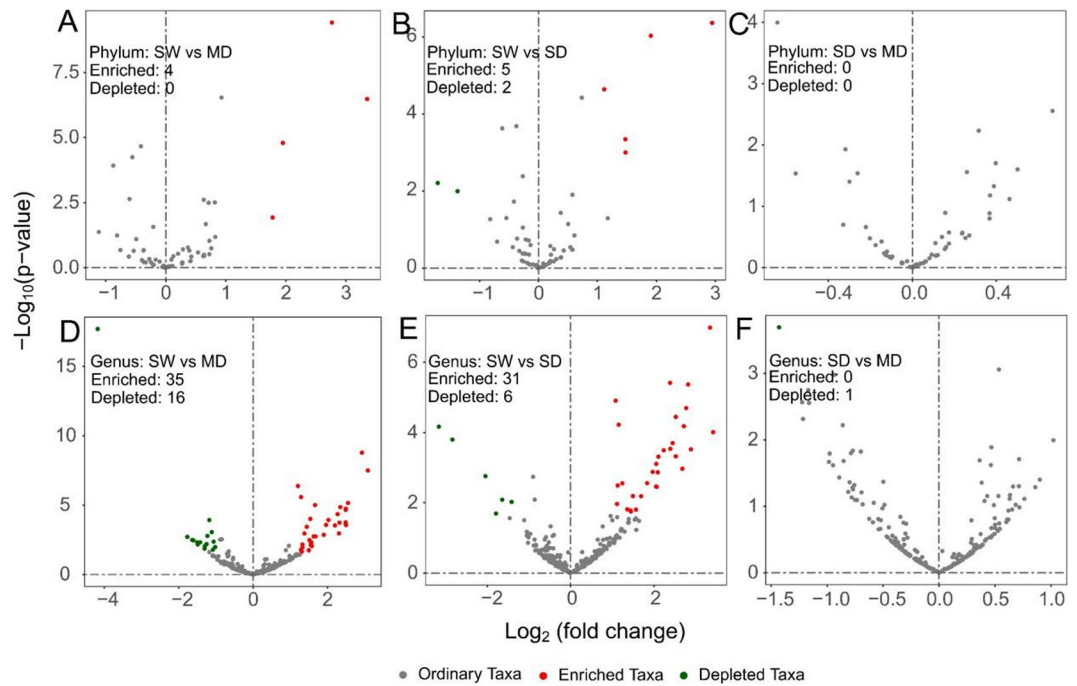 A
Phylum: SW vs MD
Enriched: 4
Depleted: 0
7.5
5.0
2.5
0.0
−1 0 1 2 3
B
Phylum: SW vs SD
Enriched: 5
Depleted: 2
6
4
2
0
−1 0 1 2 3
C
Phylum: SD vs MD
Enriched: 0
Depleted: 0
4
3
2
1
0
−0.4 0.0 0.4
−Log10(p−value)
D
Genus: SW vs MD
Enriched: 35
Depleted: 16
15
10
5
0
−4 −2 0 2
E
Genus: SW vs SD
Enriched: 31
Depleted: 6
6
4
2
0
−2 0 2
F
Genus: SD vs MD
Enriched: 0
Depleted: 1
3
2
1
0
−1.5 −1.0 −0.5 0.0 0.5 1.0
Log2 (fold change)
Ordinary Taxa Enriched Taxa Depleted Taxa